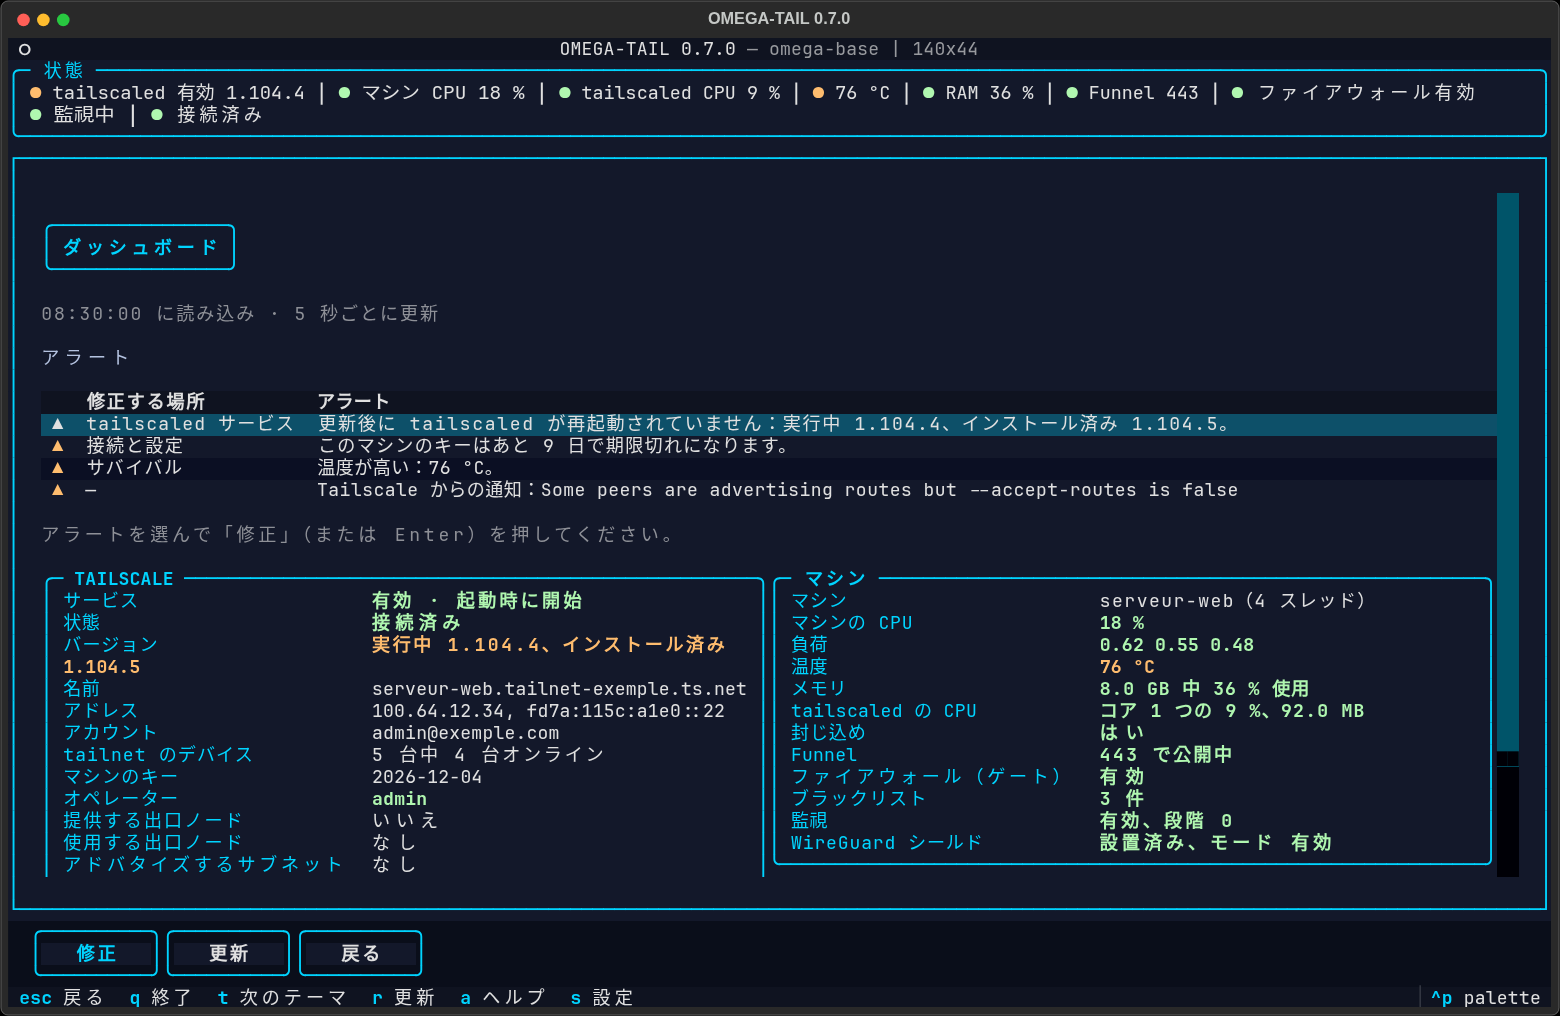 OMEGA-TAIL 0.7.0
OMEGA-TAIL 0.7.0 — omega-base | 140x44
状態
tailscaled 有効 1.104.4 | マシン CPU 18 % | tailscaled CPU 9 % | 76 °C | RAM 36 % | Funnel 443 | ファイアウォール有効
監視中 | 接続済み
ダッシュボード
08:30:00 に読み込み · 5 秒ごとに更新
アラート
修正する場所 アラート
▲ tailscaled サービス 更新後に tailscaled が再起動されていません：実行中 1.104.4、インストール済み 1.104.5。
▲ 接続と設定 このマシンのキーはあと 9 日で期限切れになります。
▲ サバイバル 温度が高い：76 °C。
▲ — Tailscale からの通知：Some peers are advertising routes but --accept-routes is false
アラートを選んで「修正」（または Enter）を押してください。
TAILSCALE
サービス 有効 · 起動時に開始
状態 接続済み
バージョン 実行中 1.104.4、インストール済み
1.104.5
名前 serveur-web.tailnet-exemple.ts.net
アドレス 100.64.12.34, fd7a:115c:a1e0::22
アカウント admin@exemple.com
tailnet のデバイス 5 台中 4 台オンライン
マシンのキー 2026-12-04
オペレーター admin
提供する出口ノード いいえ
使用する出口ノード なし
アドバタイズするサブネット なし
マシン
マシン serveur-web（4 スレッド）
マシンの CPU 18 %
負荷 0.62 0.55 0.48
温度 76 °C
メモリ 8.0 GB 中 36 % 使用
tailscaled の CPU コア 1 つの 9 %、92.0 MB
封じ込め はい
Funnel 443 で公開中
ファイアウォール（ゲート） 有効
ブラックリスト 3 件
監視 有効、段階 0
WireGuard シールド 設置済み、モード 有効
修正 更新 戻る
esc 戻る q 終了 t 次のテーマ r 更新 a ヘルプ s 設定 ^p palette